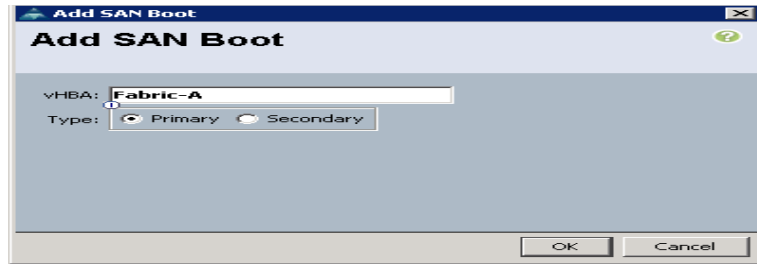 Add SAN Boot
Add SAN Boot
vHBA: Fabric-A
Type: Primary Secondary
OK Cancel